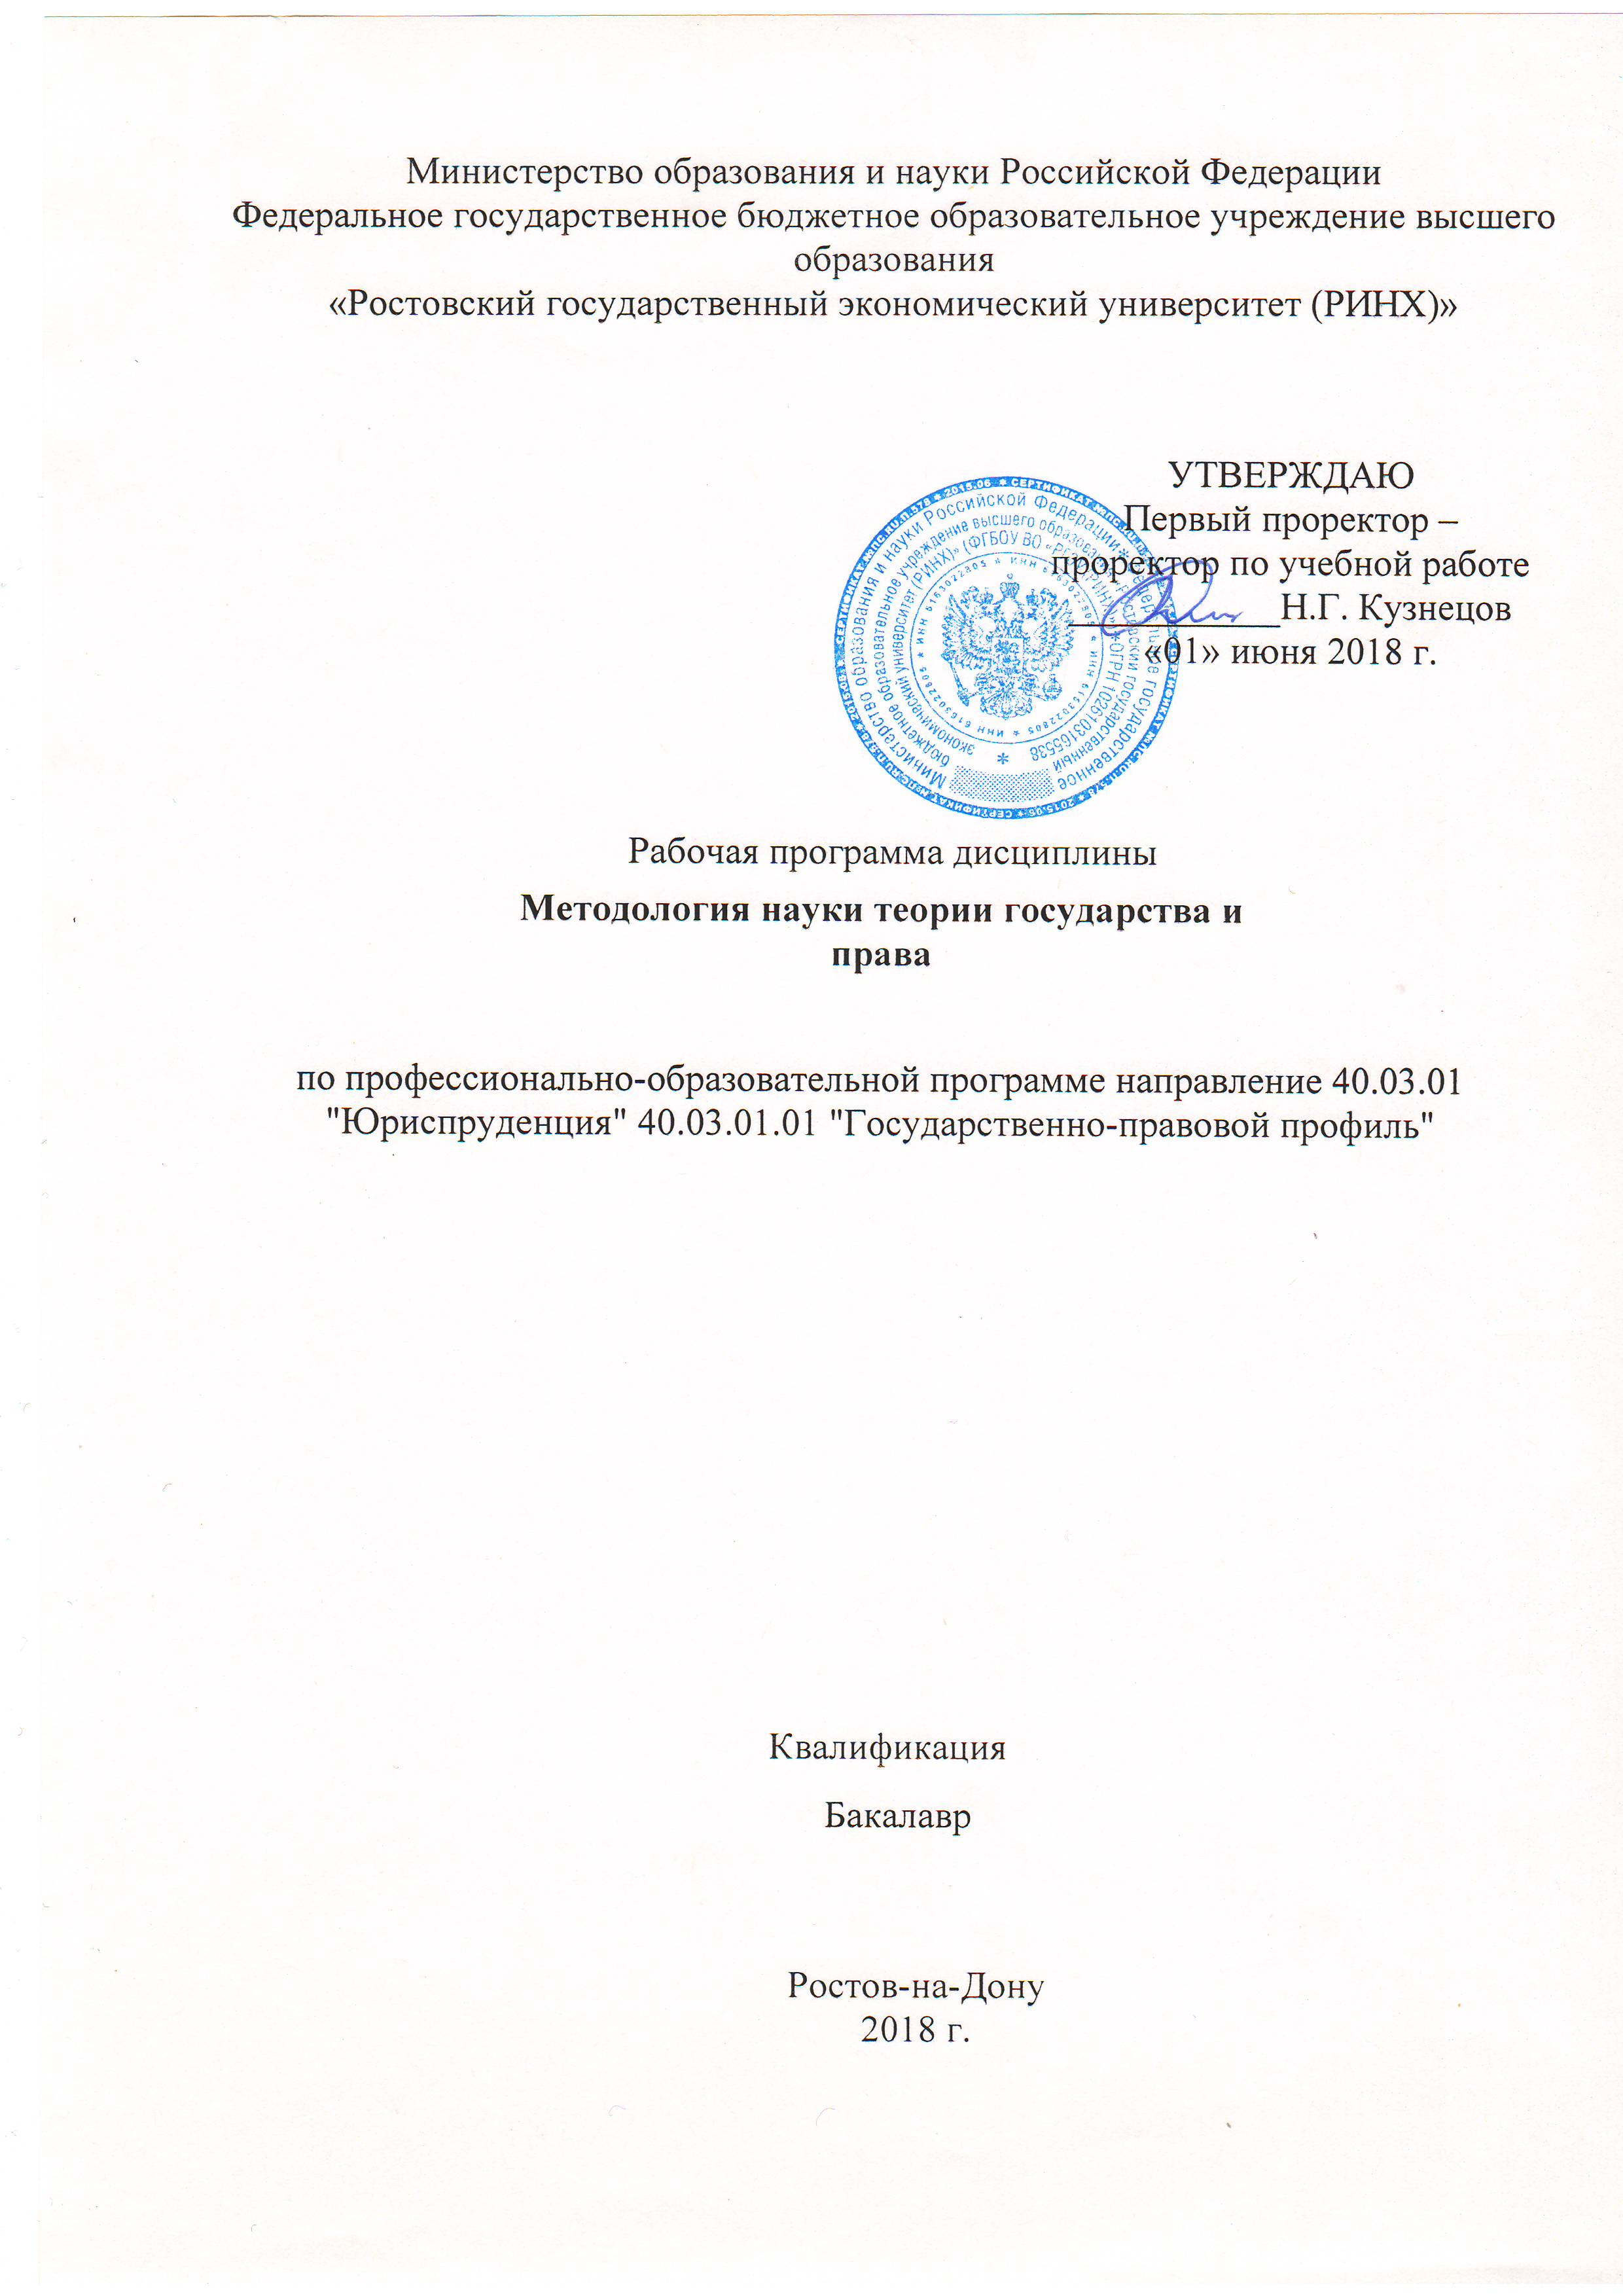 Министерство образования и науки Российской Федерации
Федеральное государственное бюджетное образовательное учреждение высшего
образования
«Ростовский государственный экономический университет (РИНХ)»
УТВЕРЖДАЮ
Первый проректор –
проректор по учебной работе
___________Н.Г. Кузнецов
«01» июня 2018 г.
Рабочая программа дисциплины
Методология науки теории государства и
права
по профессионально-образовательной программе направление 40.03.01
"Юриспруденция" 40.03.01.01 "Государственно-правовой профиль"
Квалификация
Бакалавр
Ростов-на-Дону
2018 г.